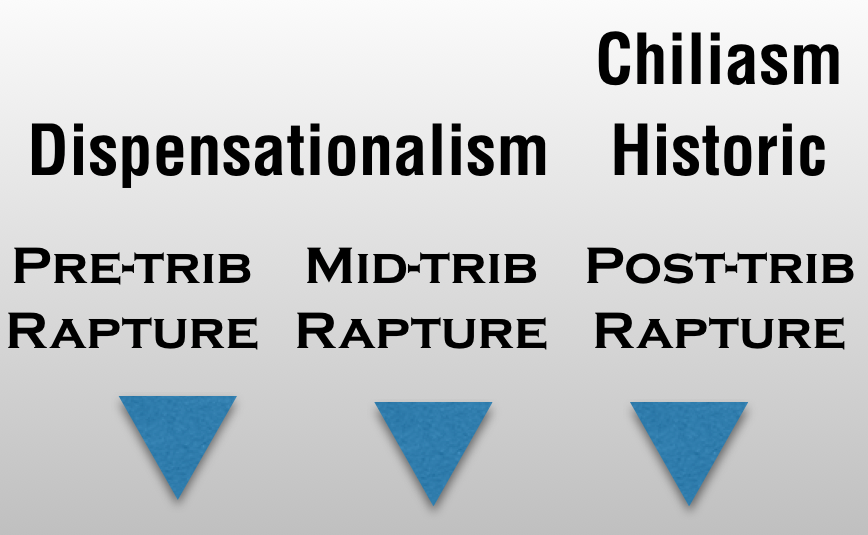 Chiliasm
Dispensationalism Historic
PRE-TRIB MID-TRIB POST-TRIB
RAPTURE RAPTURE RAPTURE